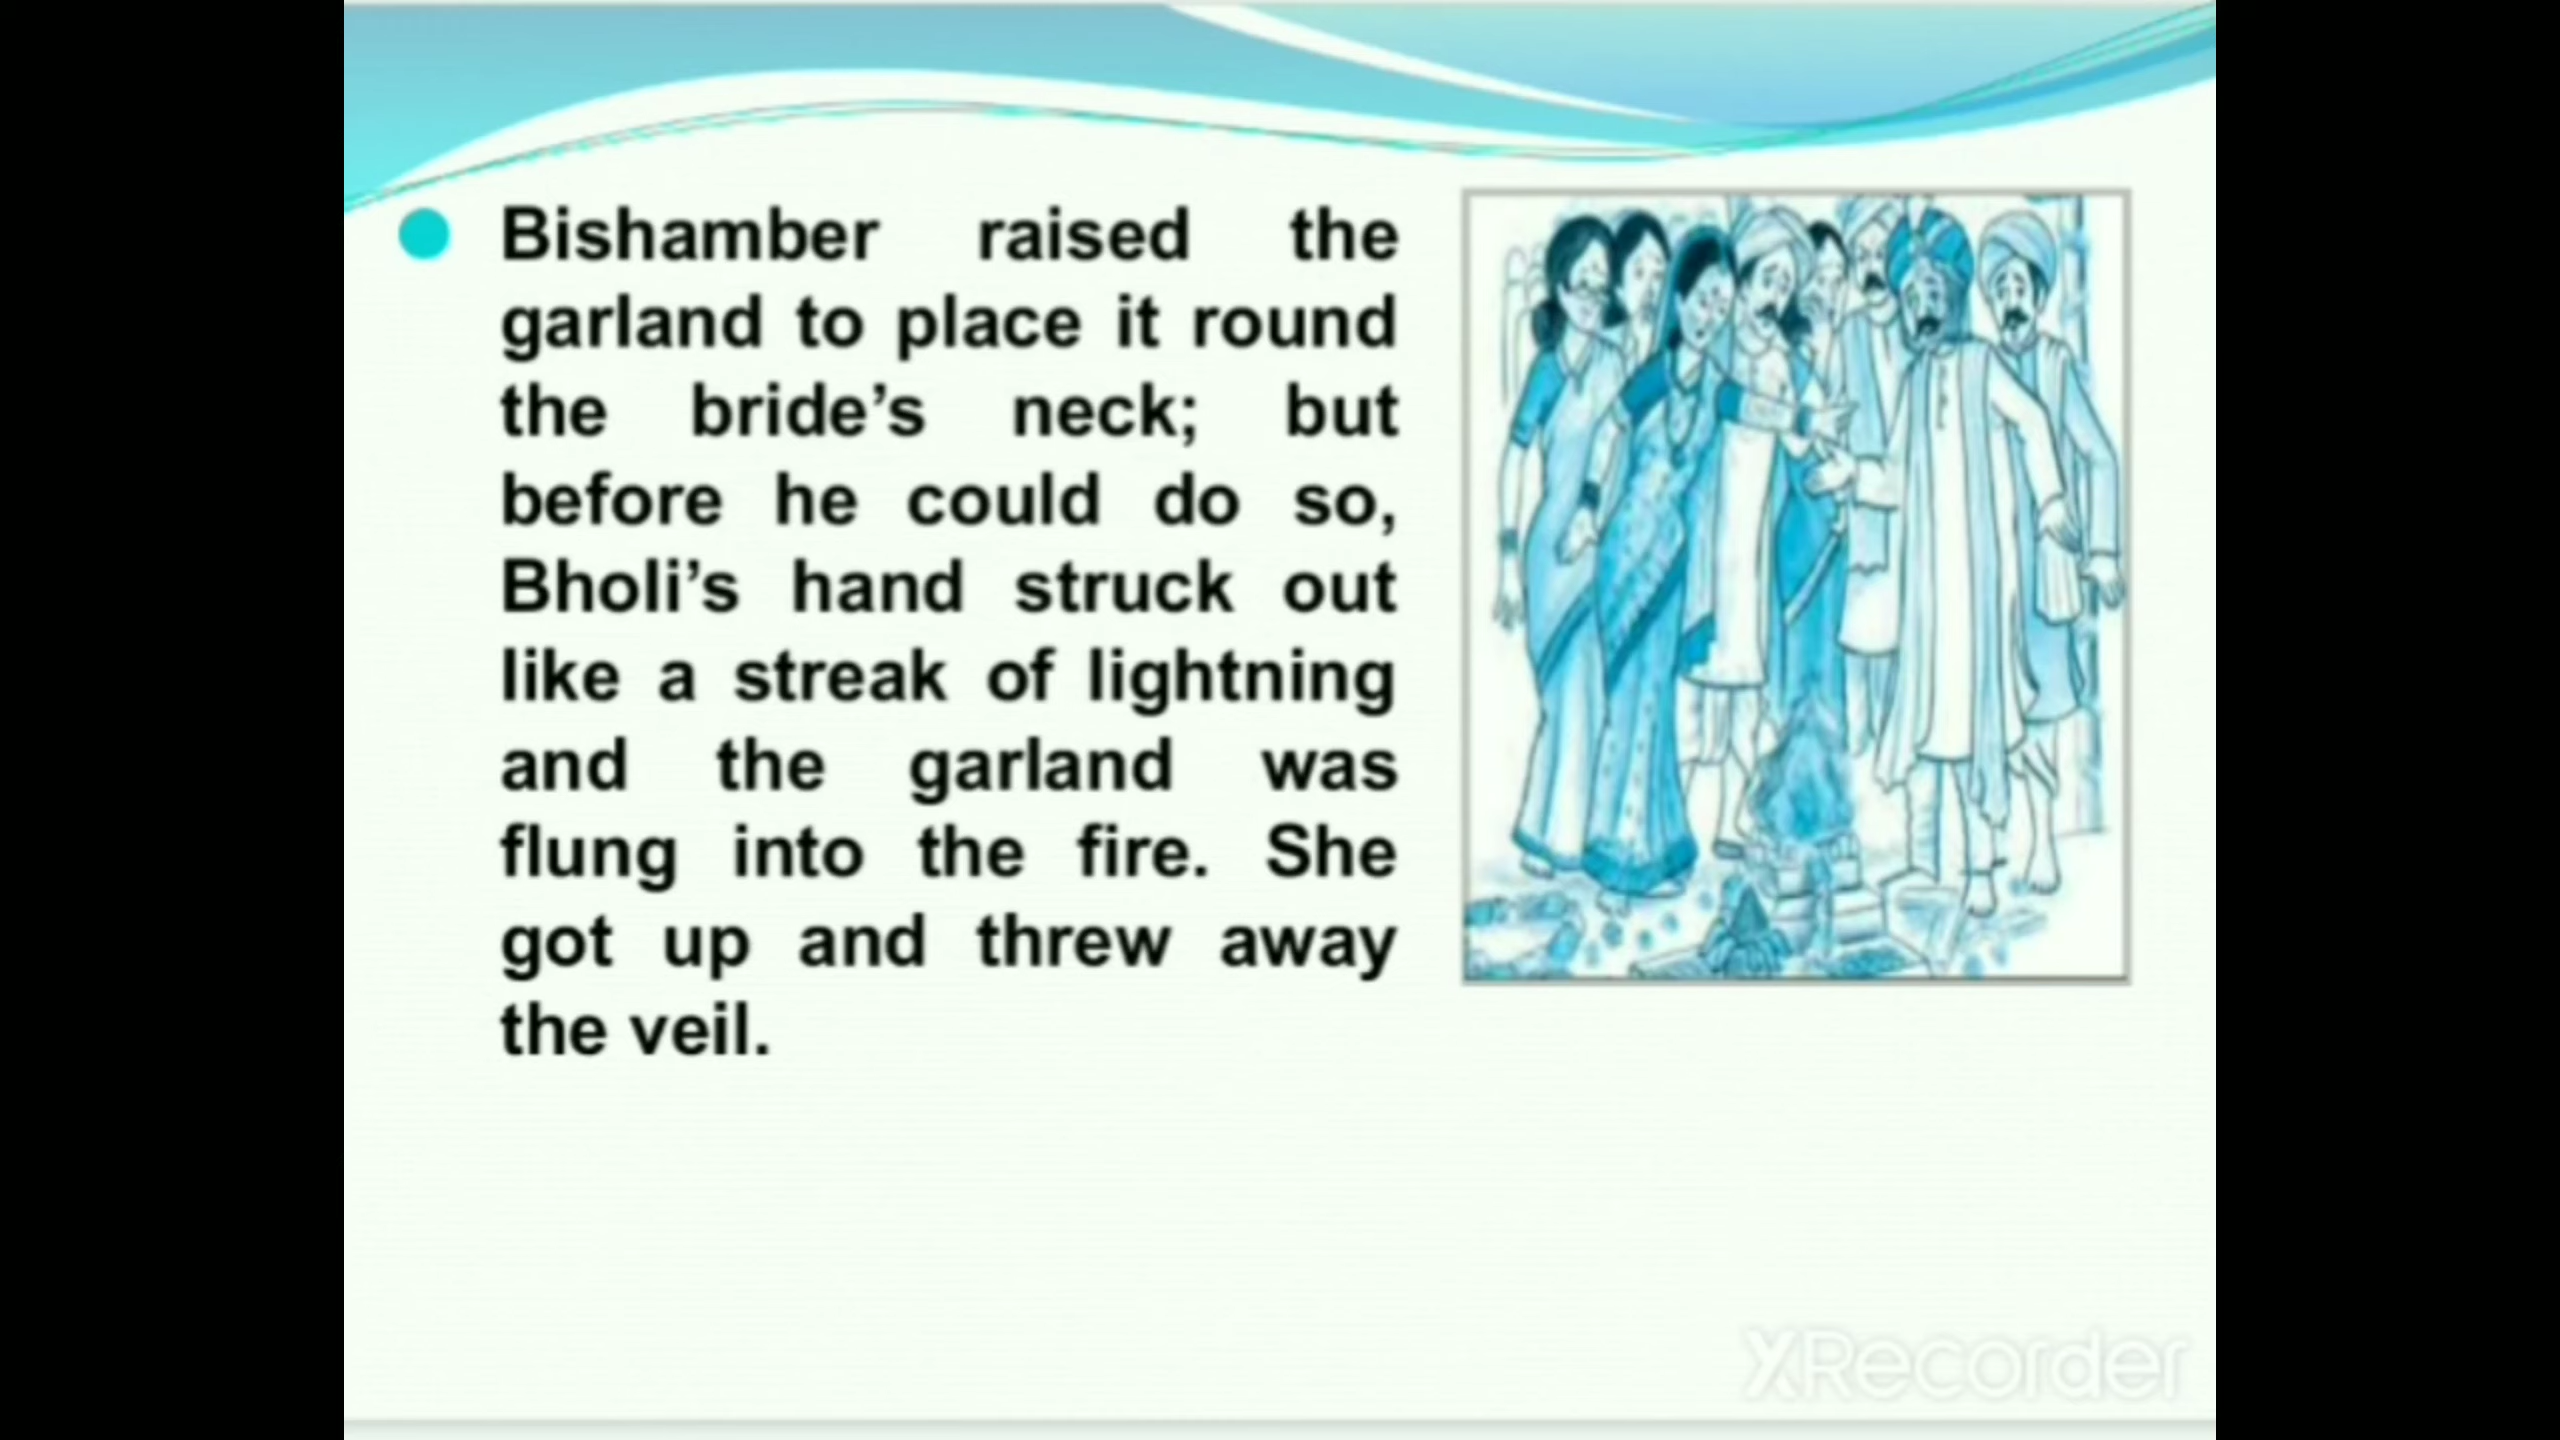 Bishamber raised the
garland to place it round
the bride’s neck; but
before he could do so,
Bholi’s hand struck out
like a streak of lightning
and the garland was
flung into the fire. She
got up and threw away
the veil.
XRecorder